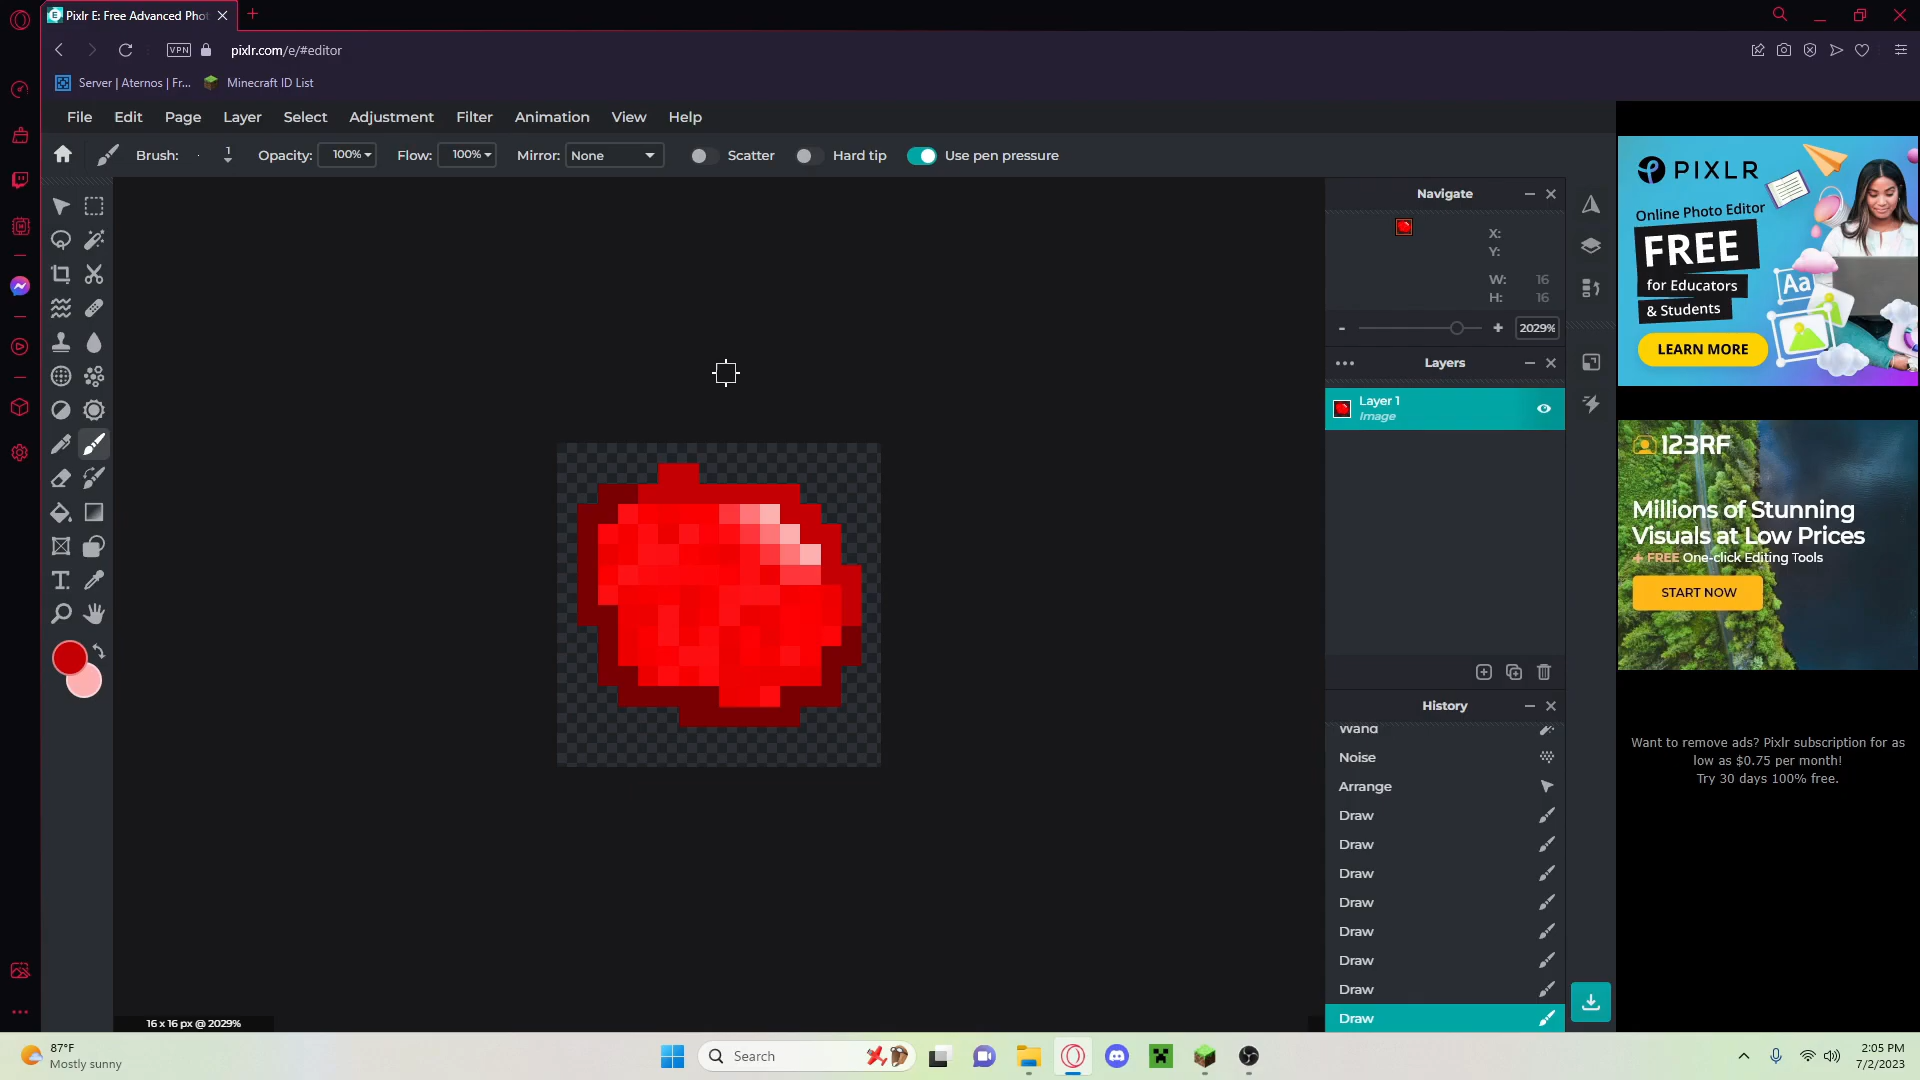 Pixlr E: Free Advanced Phot
VPN
pixlr.com/e/#editor
Server | Aternos | Fr...
Minecraft ID List
File
Edit
Page
Layer
Select
Adjustment
Filter
Animation
View
Help
Brush:
1
Opacity:
100%
Flow:
100%
Mirror:
None
Scatter
Hard tip
Use pen pressure
Navigate
X:
Y:
W: 16
H: 16
2029%
Layers
Layer 1
Image
History
Wand
Noise
Arrange
Draw
Draw
Draw
Draw
Draw
Draw
Draw
Draw
16 x 16 px @ 2029%
PIXLR
Online Photo Editor
FREE
for Educators
& Students
Aa
LEARN MORE
123RF
Millions of Stunning
Visuals at Low Prices
+ FREE One-click Editing Tools
START NOW
Want to remove ads? Pixlr subscription for as
low as $0.75 per month!
Try 30 days 100% free.
87°F
Mostly sunny
Search
2:05 PM
7/2/2023